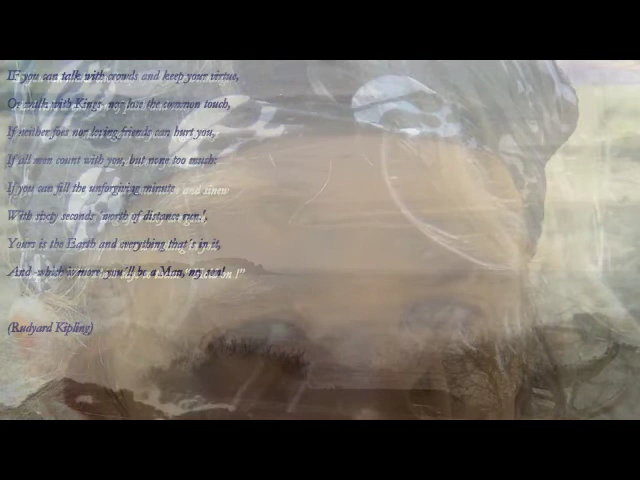 If you can talk with crowds and keep your virtue,
Or walk with Kings- nor lose the common touch,
If neither foes nor loving friends can hurt you,
If all men count with you, but none too much:
If you can fill the unforgiving minute
and sinew
With sixty seconds' worth of distance run.',
Yours is the Earth and everything that's in it,
And -which is more- you'll be a Man, my son!
on !"
(Rudyard Kipling)